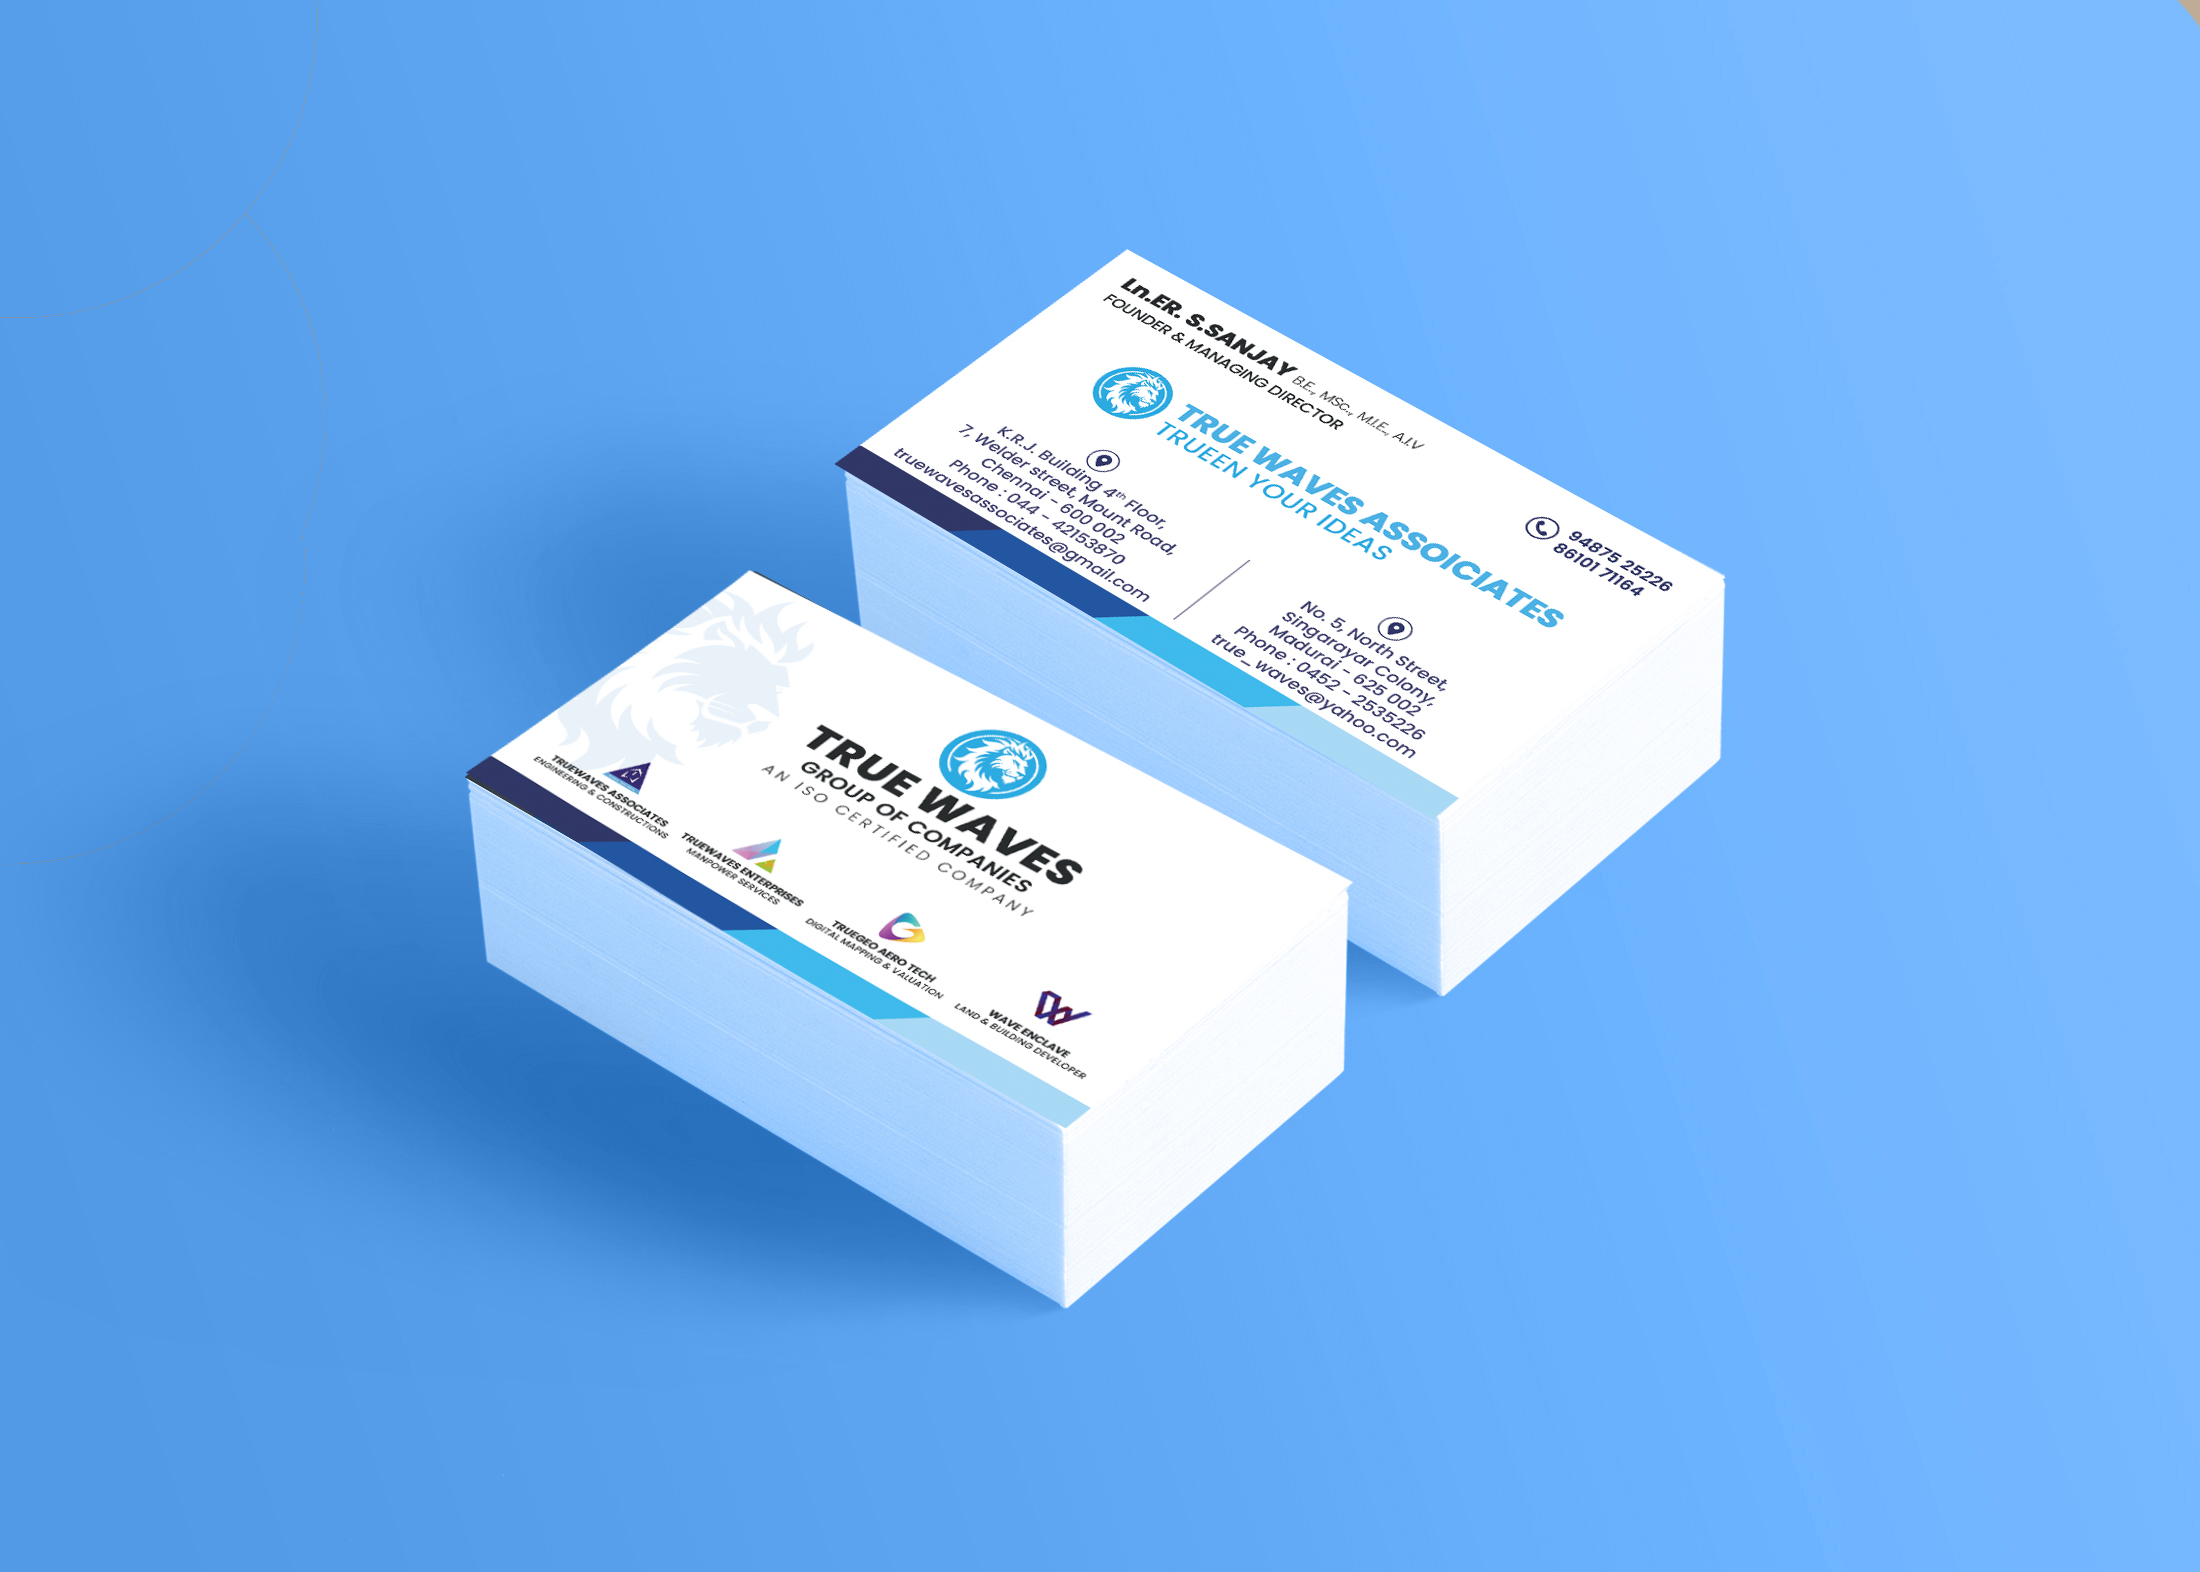 Ln.ER. S.SANJAY B.E., MSc., M.I.E., A.I.V
FOUNDER & MANAGING DIRECTOR
94875 25226
86101 71164
TRUE WAVES ASSOICIATES
TRUEEN YOUR IDEAS
K.R.J. Building 4th Floor,
7, Welder street, Mount Road,
Chennai - 600 002
Phone : 044 - 42153870
truewavesassociates@gmail.com
No. 5, North Street,
Singarayar Colony,
Madurai - 625 002
Phone : 0452 - 2535226
true_waves@yahoo.com
TRUE WAVES
GROUP OF COMPANIES
AN ISO CERTIFIED COMPANY
TRUEWAVES ASSOCIATES
ENGINEERING & CONSTRUCTIONS
TRUEWAVES ENTERPRISES
MANPOWER SERVICES
TRUEGEO AERO TECH
DIGITAL MAPPING & VALUATION
WAVE ENCLAVE
LAND & BUILDING DEVELOPER